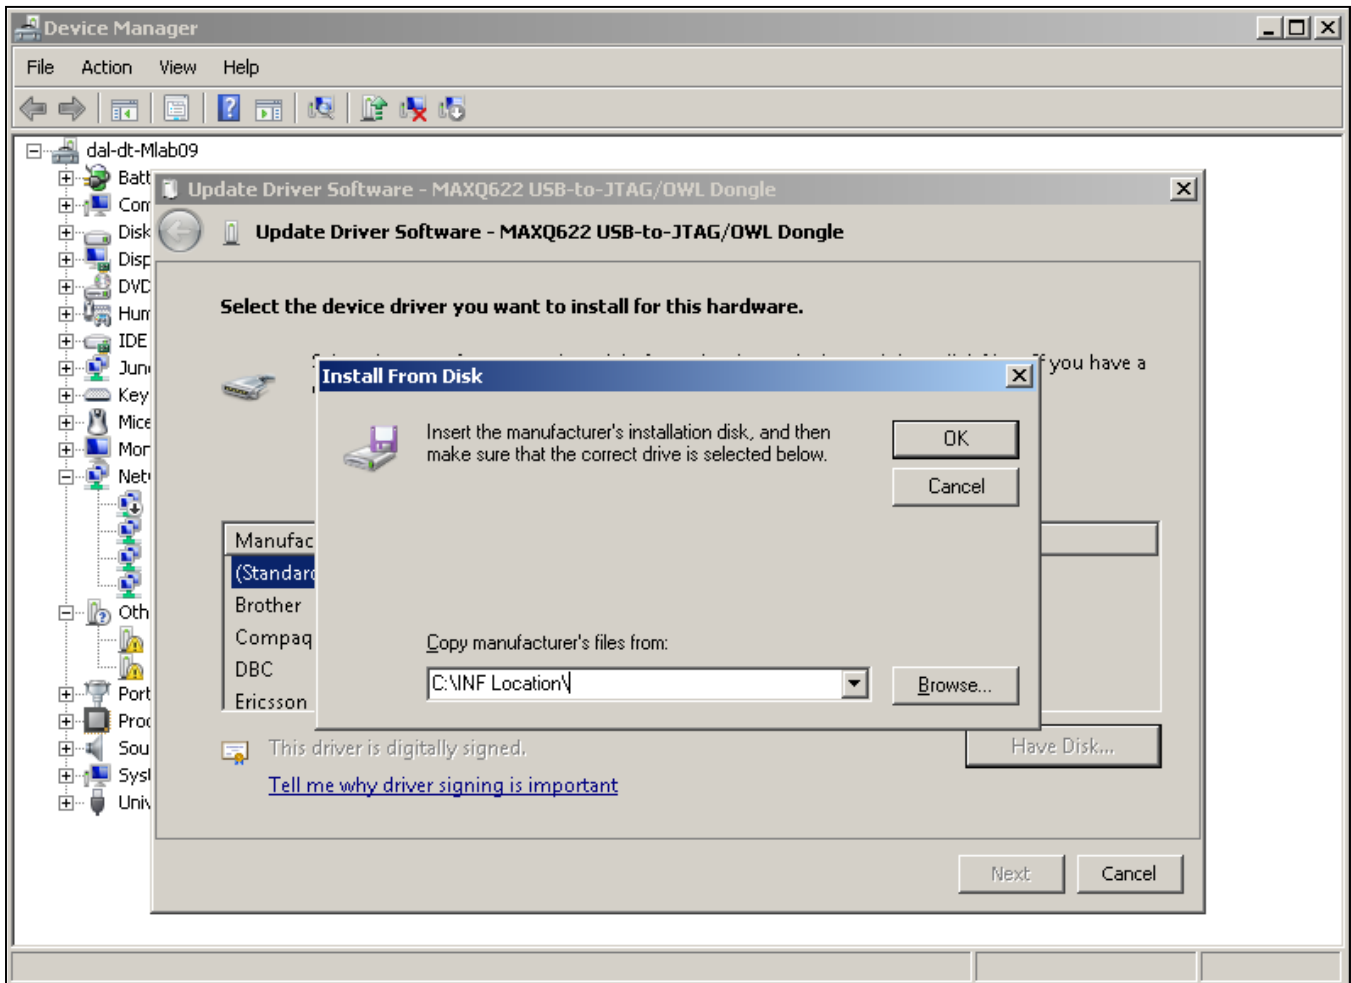 Device Manager
File Action View Help
dal-dt-Mlab09
Batt
Com
Disk
Disp
DVD
Hum
IDE
June
Key
Mice
Mon
Net
Oth
Port
Proc
Sou
Syst
Univ
Update Driver Software - MAXQ622 USB-to-JTAG/OWL Dongle
Update Driver Software - MAXQ622 USB-to-JTAG/OWL Dongle
Select the device driver you want to install for this hardware.
you have a
Install From Disk
Insert the manufacturer's installation disk, and then
make sure that the correct drive is selected below.
OK
Cancel
Copy manufacturer's files from:
C:\INF Location\
Browse...
Manufac
(Standard
Brother
Compaq
DBC
Ericsson
This driver is digitally signed.
Have Disk...
Tell me why driver signing is important
Next
Cancel